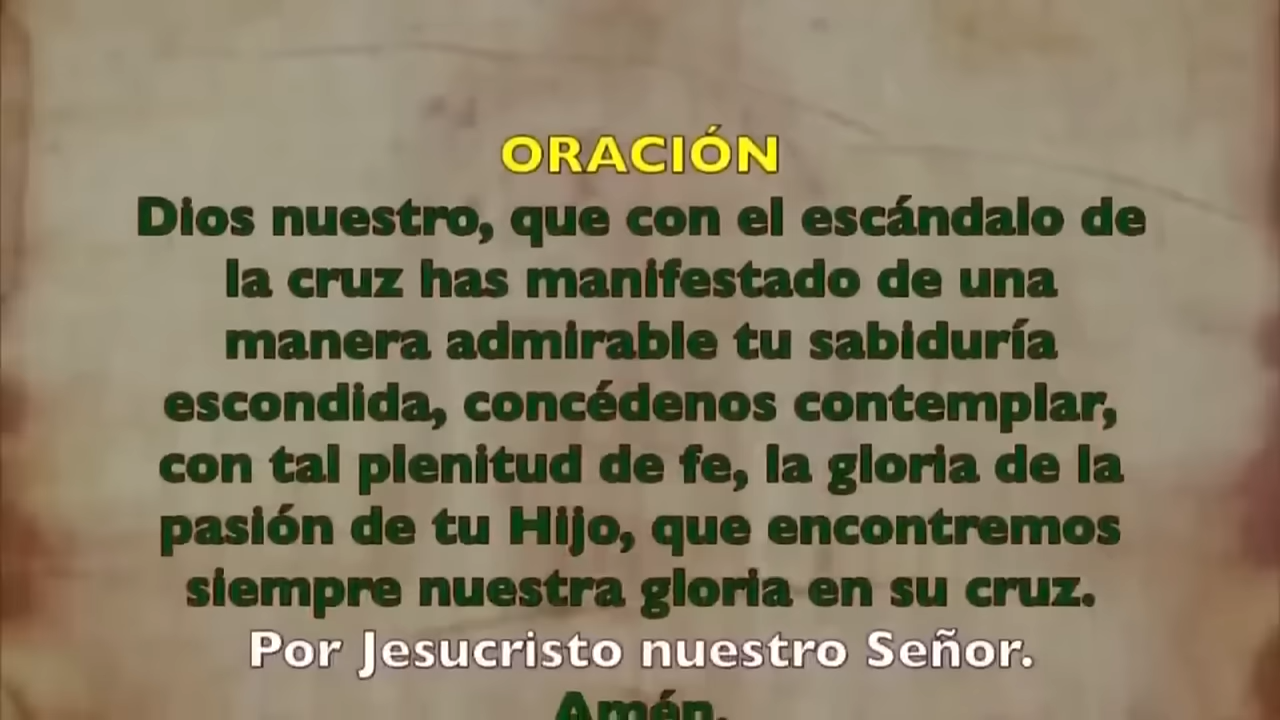 ORACIÓN
Dios nuestro, que con el escándalo de
la cruz has manifestado de una
manera admirable tu sabiduría
escondida, concédenos contemplar,
con tal plenitud de fe, la gloria de la
pasión de tu Hijo, que encontremos
siempre nuestra gloria en su cruz.
Por Jesucristo nuestro Señor.
Amén.